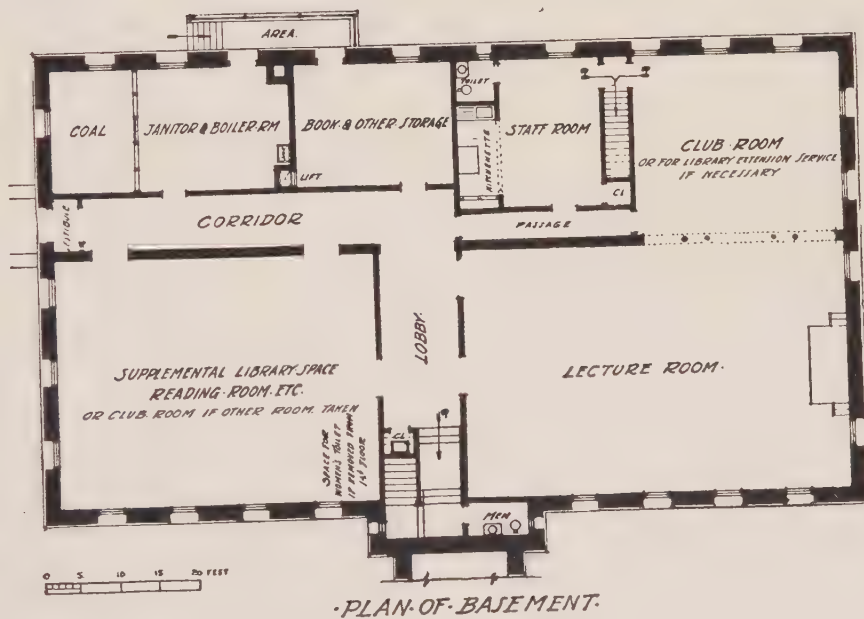 AREA.
COAL
JANITOR & BOILER·RM
BOOK·&·OTHER·STORAGE
TOILET
KITCHENETTE
STAFF ROOM
CLUB·ROOM
OR FOR LIBRARY EXTENSION SERVICE
IF NECESSARY
LIFT
CL
VESTIBULE
CORRIDOR
PASSAGE
LOBBY.
SUPPLEMENTAL LIBRARY·SPACE
READING·ROOM·ETC.
OR CLUB·ROOM IF OTHER ROOM TAKEN
LECTURE ROOM·
SPACE FOR
WOMEN'S TOILET
IF REMOVED FROM
1ST FLOOR
CL
MEN
0 5 10 15 20 FEET
·PLAN·OF·BASEMENT·